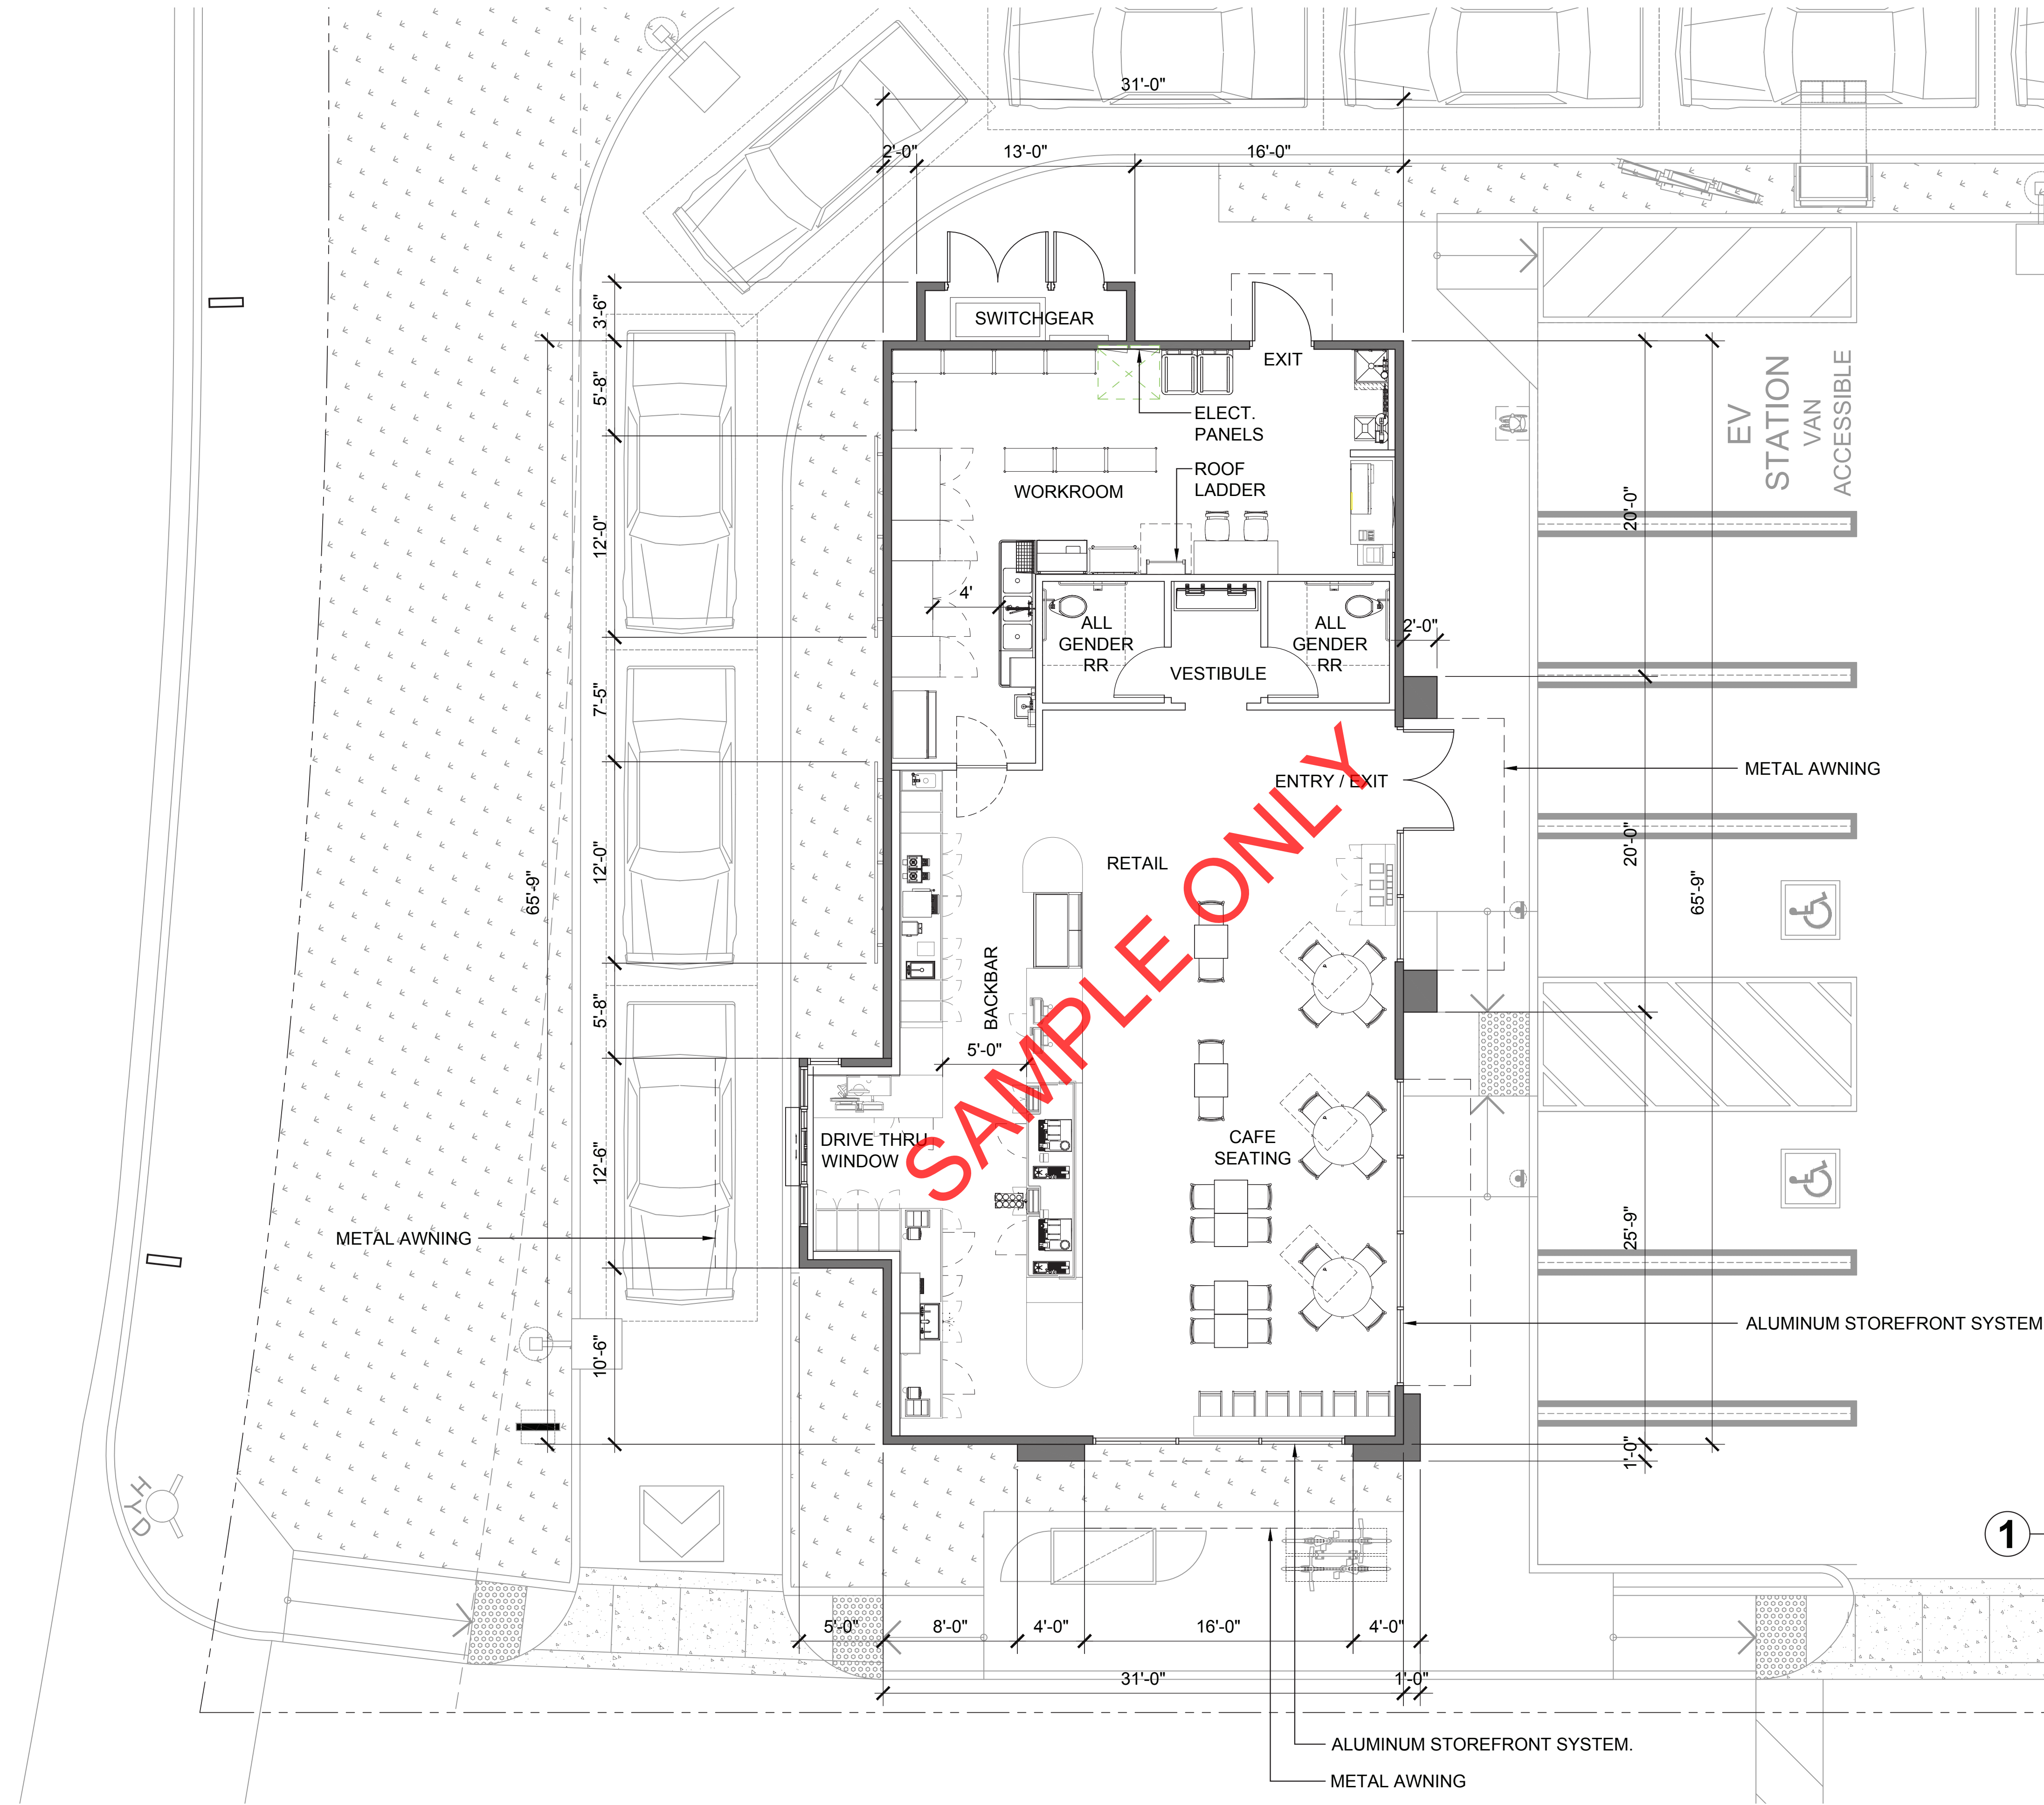 31'-0"
2'-0"
13'-0"
16'-0"
3'-6"
SWITCHGEAR
EXIT
5'-8"
ELECT.
PANELS
ROOF
LADDER
WORKROOM
EV
STATION
VAN
ACCESSIBLE
20'-0"
12'-0"
4'
ALL
GENDER
RR
VESTIBULE
ALL
GENDER
RR
2'-0"
7'-5"
METAL AWNING
ENTRY / EXIT
RETAIL
20'-0"
65'-9"
12'-0"
65'-9"
BACKBAR
5'-8"
5'-0"
SAMPLE ONLY
DRIVE THRU
WINDOW
CAFE
SEATING
12'-6"
METAL AWNING
25'-9"
ALUMINUM STOREFRONT SYSTEM
10'-6"
1'-0"
HYD
1
5'-0"
8'-0"
4'-0"
16'-0"
4'-0"
31'-0"
1'-0"
ALUMINUM STOREFRONT SYSTEM.
METAL AWNING